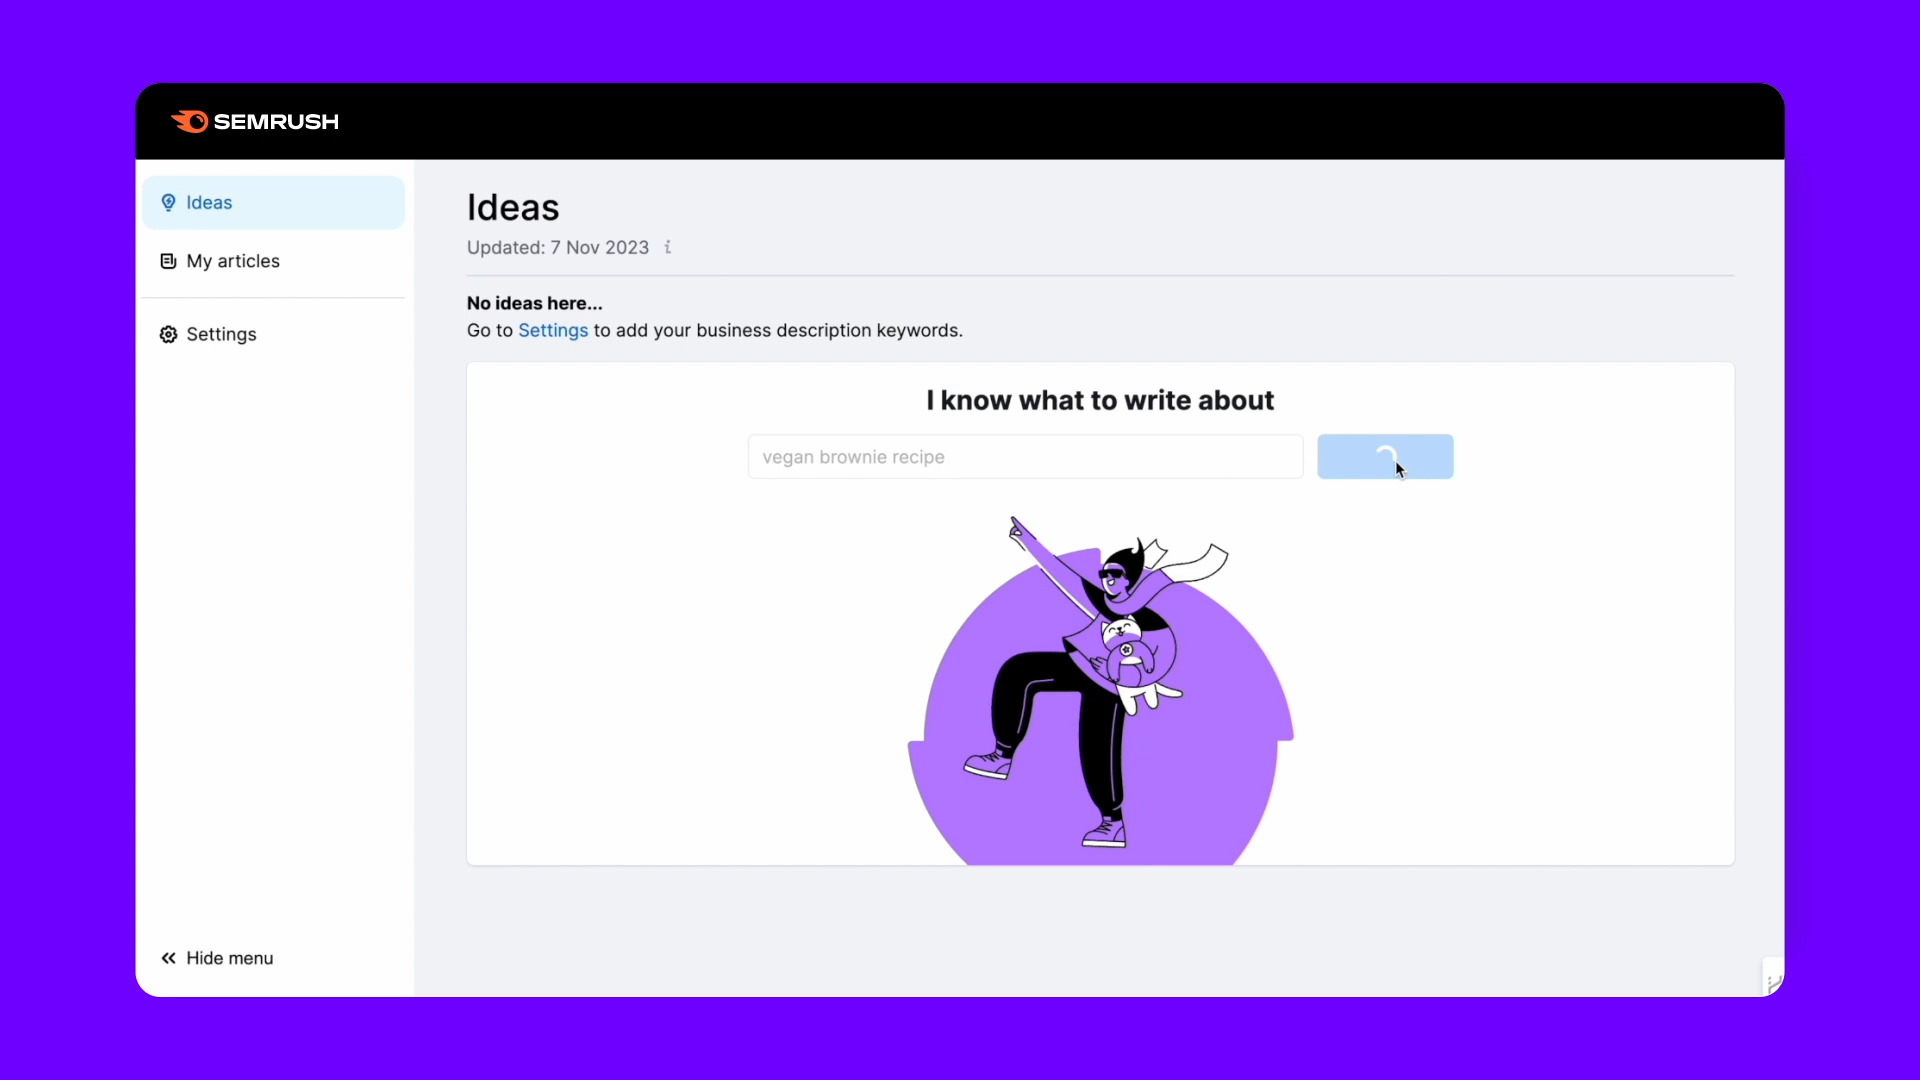 SEMRUSH
Ideas
My articles
Settings
Hide menu
Ideas
Updated: 7 Nov 2023 i
No ideas here...
Go to Settings to add your business description keywords.
I know what to write about
vegan brownie recipe